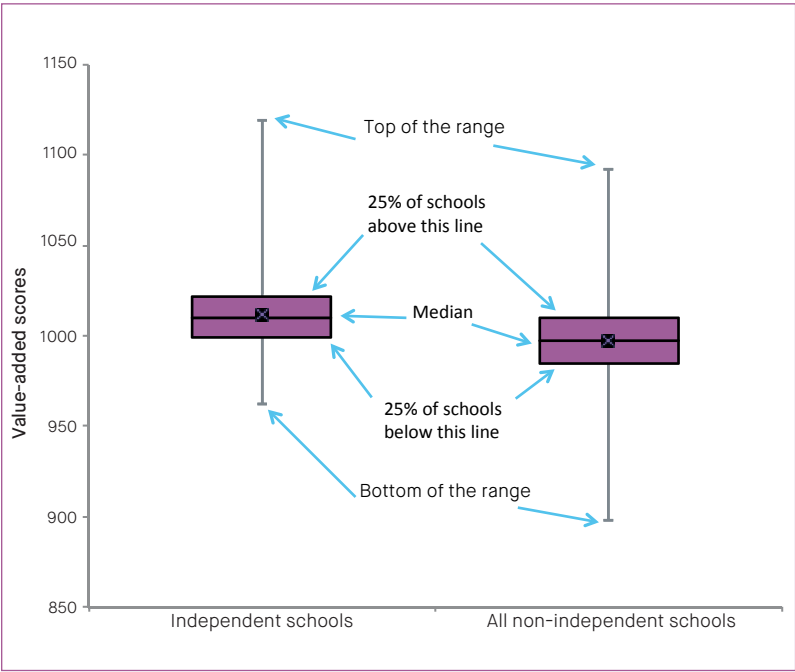 1150
1100
1050
1000
950
900
850
Value-added scores
Top of the range
25% of schools
above this line
Median
25% of schools
below this line
Bottom of the range
Independent schools
All non-independent schools